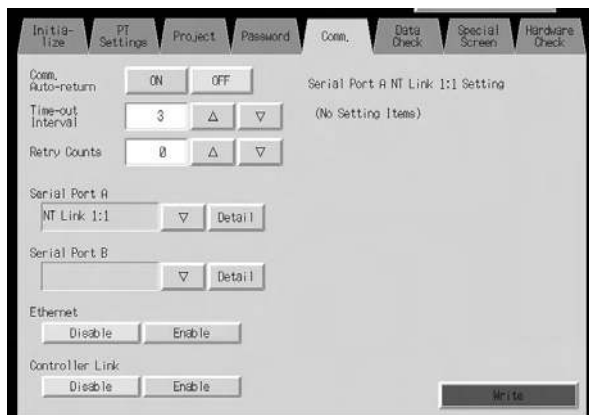 Initia-
lize
PT
Settings
Project
Password
Comm.
Data
Check
Special
Screen
Hardware
Check
Comm.
Auto-return
ON
OFF
Serial Port A NT Link 1:1 Setting
Time-out
Interval
3
△
▽
(No Setting Items)
Retry Counts
0
△
▽
Serial Port A
NT Link 1:1
▽
Detail
Serial Port B
▽
Detail
Ethernet
Disable
Enable
Controller Link
Disable
Enable
Write